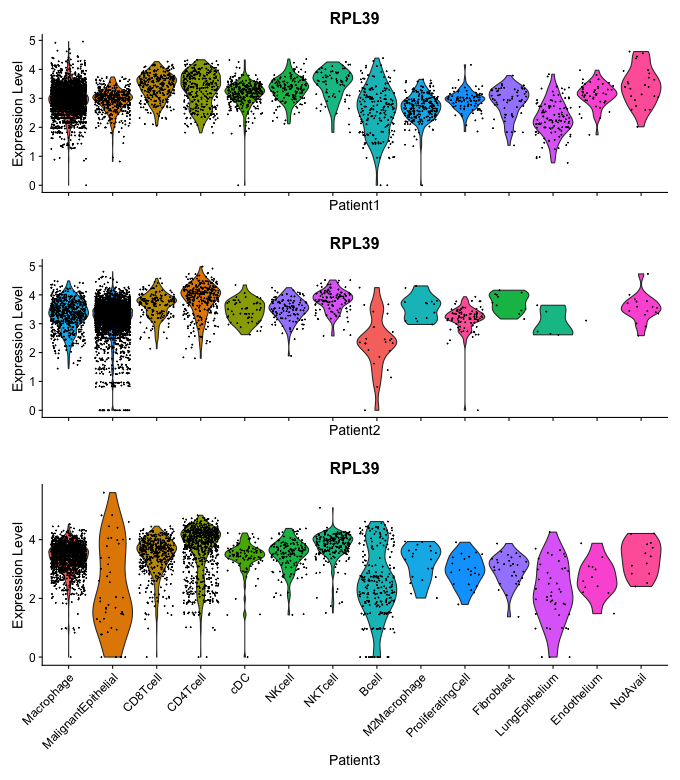 RPL39
Expression Level
5
4
3
2
1
0
Patient1
RPL39
Expression Level
5
4
3
2
1
0
Patient2
RPL39
Expression Level
4
2
0
Macrophage
MalignantEpithelial
CD8Tcell
CD4Tcell
cDC
NKcell
NKTcell
Bcell
M2Macrophage
ProliferatingCell
Fibroblast
LungEpithelium
Endothelium
NotAvail
Patient3